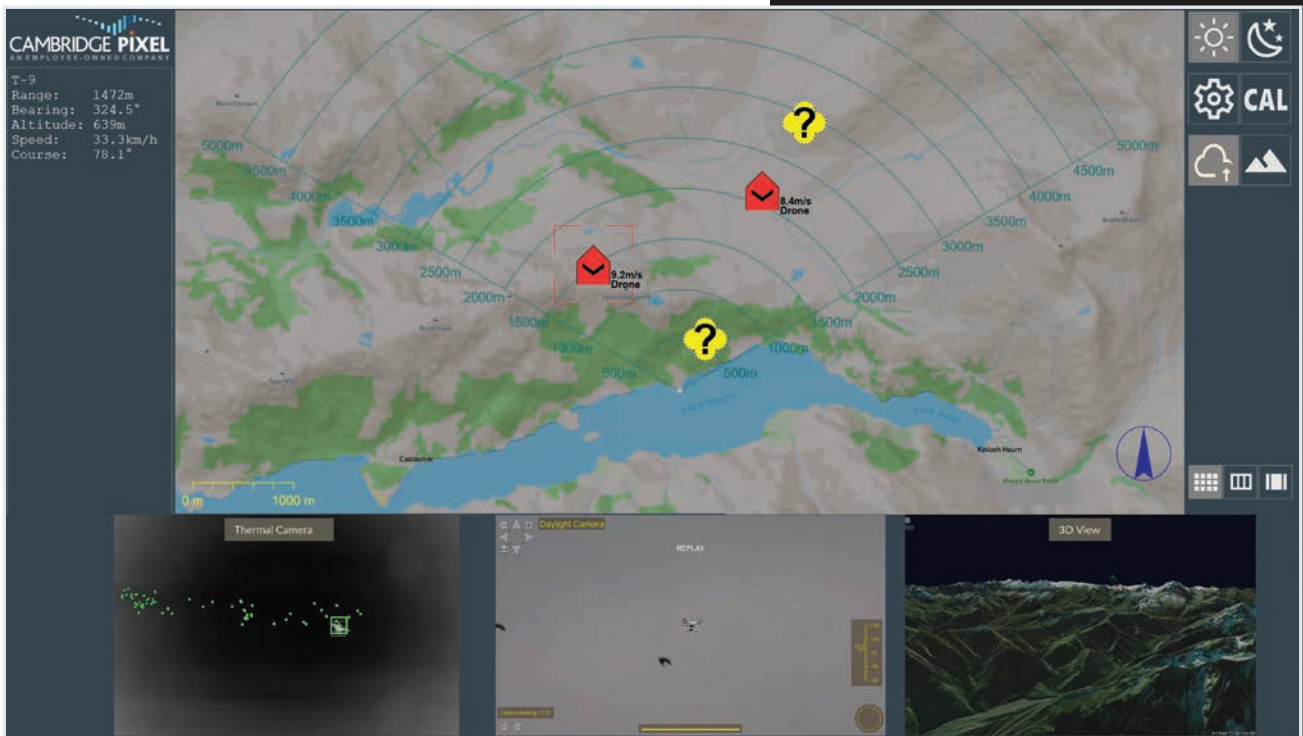 CAMBRIDGE PIXEL
AN EMPLOYEE-OWNED COMPANY
T-9
Range: 1472m
Bearing: 324.5°
Altitude: 639m
Speed: 33.3km/h
Course: 78.1°
CAL
5000m
4500m
4000m
3500m
3000m
2500m
2000m
1500m
1000m
500m
500m
1000m
1500m
2000m
2500m
3000m
3500m
4000m
4500m
5000m
?
8.4m/s
Drone
9.2m/s
Drone
?
Kinloch Hourn
0 m
1000 m
Thermal Camera
Daylight Camera
REPLAY
3D View